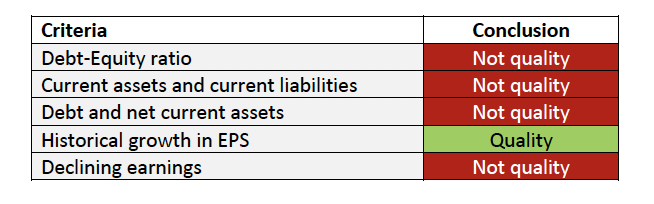 Criteria Conclusion
Debt-Equity ratio Not quality
Current assets and current liabilities Not quality
Debt and net current assets Not quality
Historical growth in EPS Quality
Declining earnings Not quality